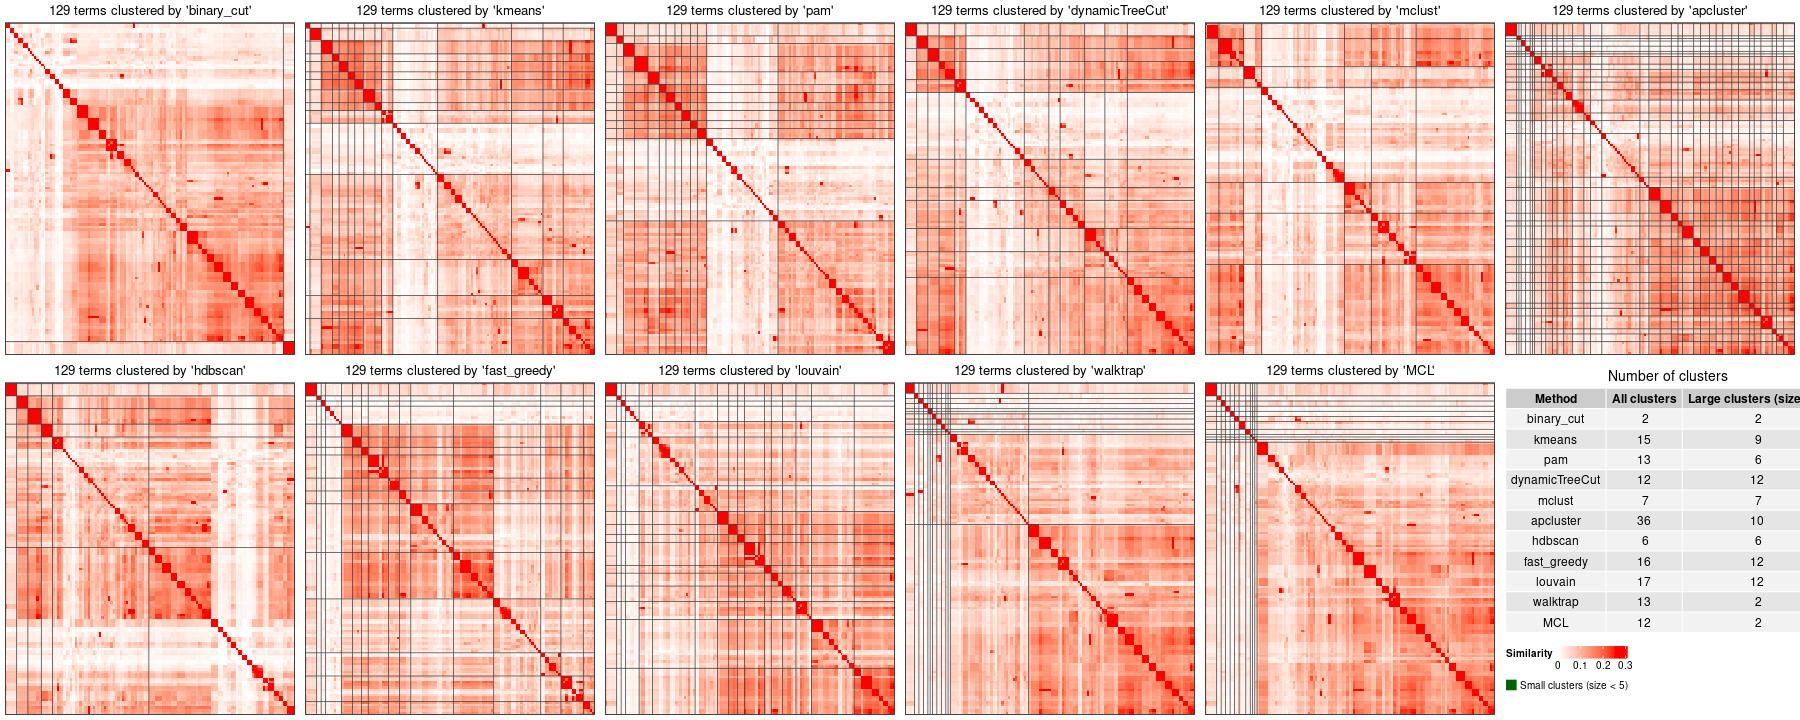 129 terms clustered by 'binary_cut'
129 terms clustered by 'kmeans'
129 terms clustered by 'pam'
129 terms clustered by 'dynamicTreeCut'
129 terms clustered by 'mclust'
129 terms clustered by 'apcluster'
129 terms clustered by 'hdbscan'
129 terms clustered by 'fast_greedy'
129 terms clustered by 'louvain'
129 terms clustered by 'walktrap'
129 terms clustered by 'MCL'
Number of clusters
Method All clusters Large clusters (size
binary_cut 2 2
kmeans 15 9
pam 13 6
dynamicTreeCut 12 12
mclust 7 7
apcluster 36 10
hdbscan 6 6
fast_greedy 16 12
louvain 17 12
walktrap 13 2
MCL 12 2
Similarity
0 0.1 0.2 0.3
Small clusters (size < 5)